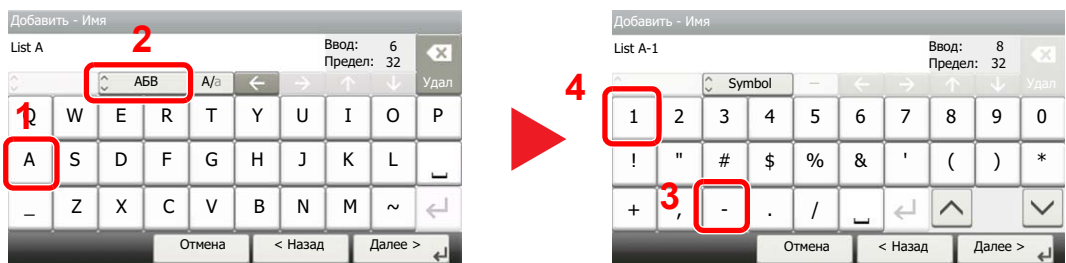 Добавить - Имя
2
List A
Ввод: 6
Предел: 32
АБВ
A/a
Удал
1
Q W E R T Y U I O P
A S D F G H J K L
_ Z X C V B N M ~
Отмена
< Назад
Далее >
Добавить - Имя
List A-1
Ввод: 8
Предел: 32
4
Symbol
Удал
1 2 3 4 5 6 7 8 9 0
! " # $ % & ' ( ) *
3
+ , - . /
Отмена
< Назад
Далее >